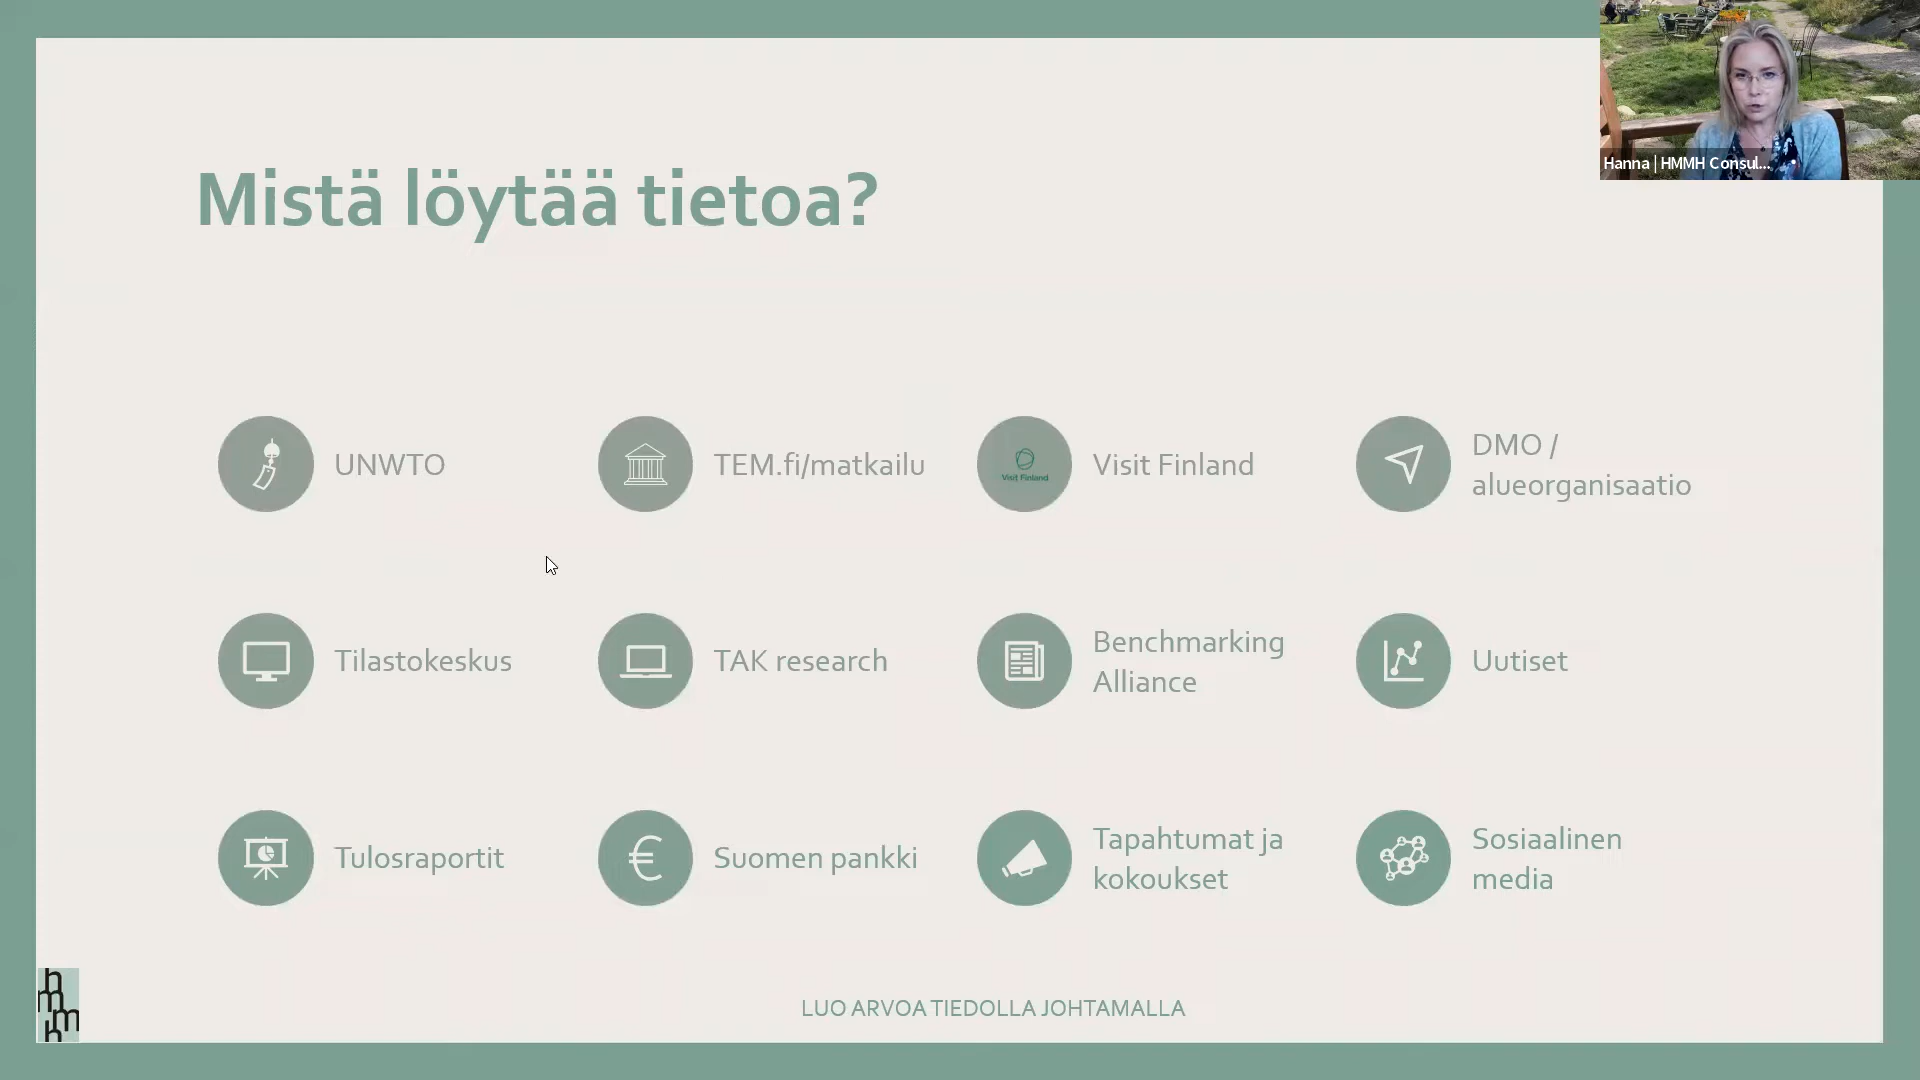 Hanna | HMMH Consul...
Mistä löytää tietoa?
UNWTO
TEM.fi/matkailu
Visit Finland
Visit Finland
DMO /
alueorganisaatio
Tilastokeskus
TAK research
Benchmarking
Alliance
Uutiset
Tulosraportit
€
Suomen pankki
Tapahtumat ja
kokoukset
Sosiaalinen
media
h
m
m
h
LUO ARVOA TIEDOLLA JOHTAMALLA